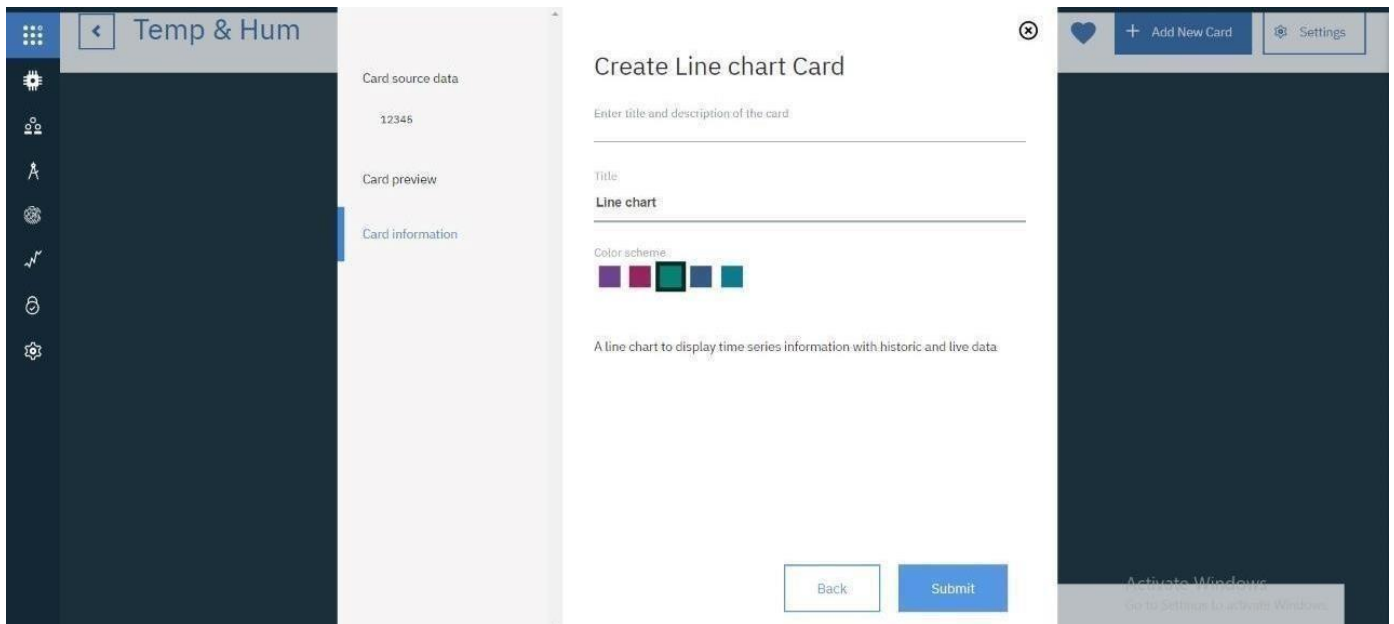 Temp & Hum
Add New Card
Settings
Card source data
12345
Card preview
Card information
Create Line chart Card
Enter title and description of the card
Title
Line chart
Color scheme
A line chart to display time series information with historic and live data
Back
Submit
Activate Windows
Go to Settings to activate Windows.